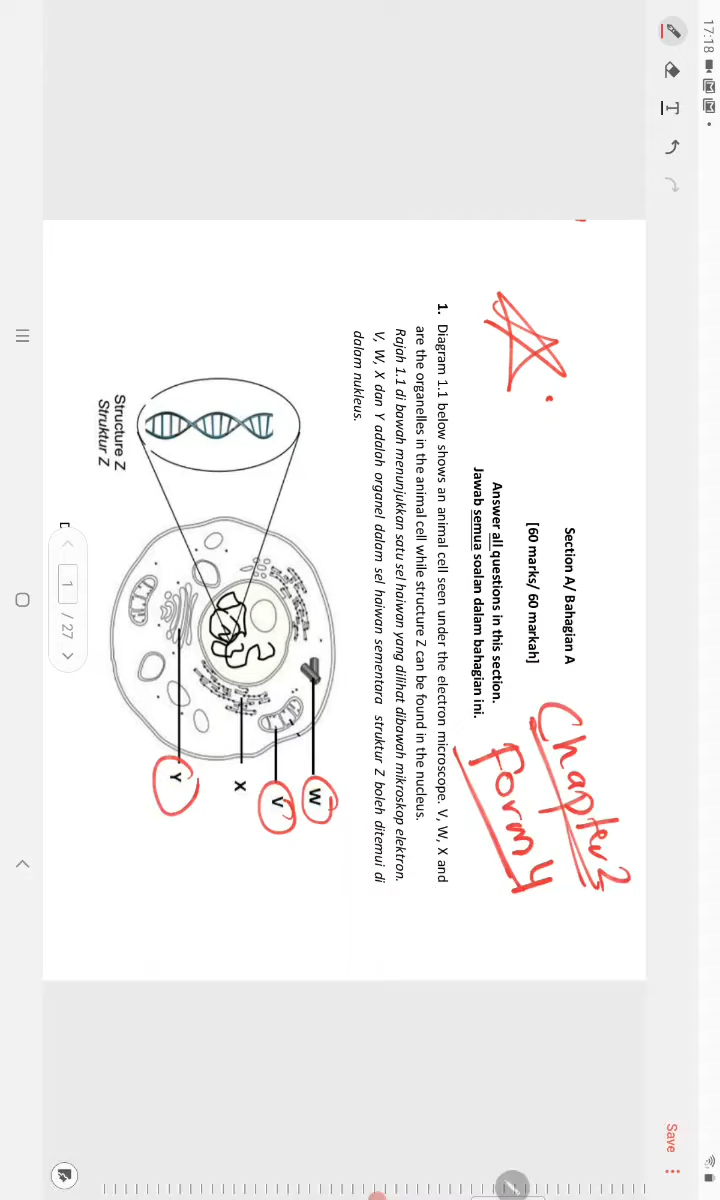 17:18
T
Save
Section A/ Bahagian A
[60 marks/ 60 markah]
Chapter 2
Form 4
Answer all questions in this section.
Jawab semua soalan dalam bahagian ini.
1. Diagram 1.1 below shows an animal cell seen under the electron microscope. V, W, X and
are the organelles in the animal cell while structure Z can be found in the nucleus.
Rajah 1.1 di bawah menunjukkan satu sel haiwan yang dilihat dibawah mikroskop elektron.
V, W, X dan Y adalah organel dalam sel haiwan sementara struktur Z boleh ditemui di
dalam nukleus.
W
V
X
Y
Structure Z
Struktur Z
1 / 27